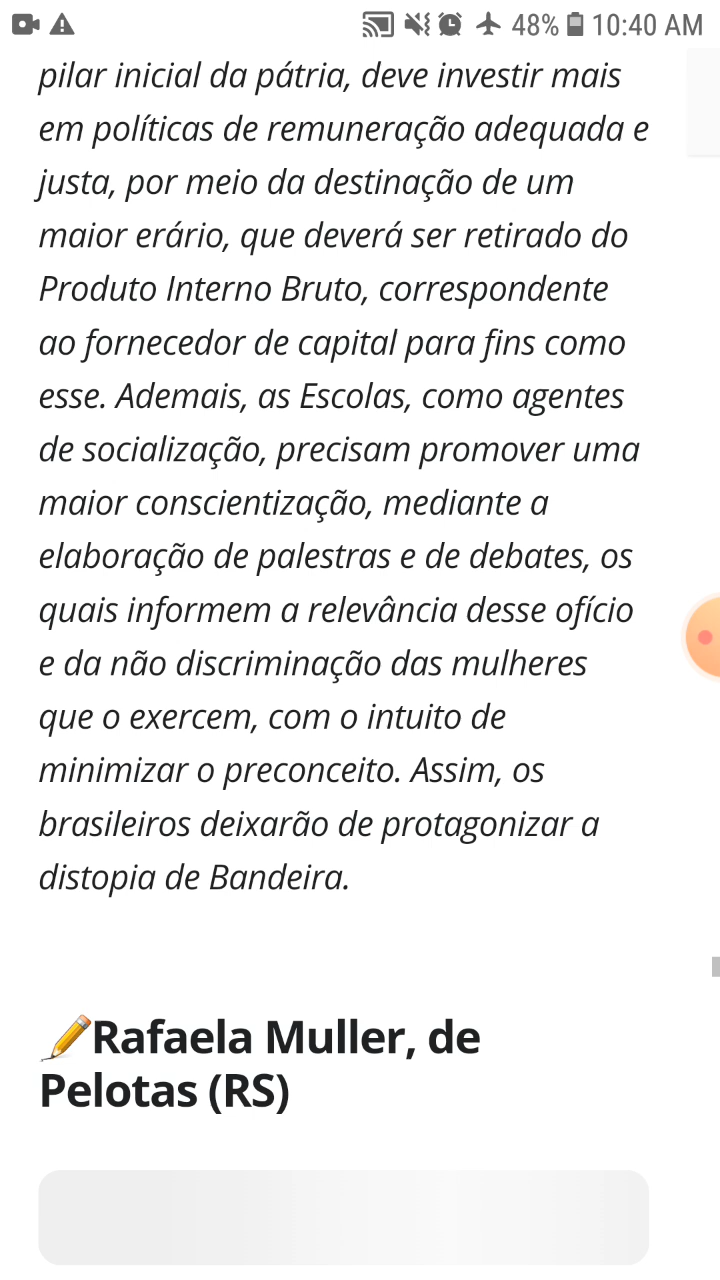 48% 10:40 AM
pilar inicial da pátria, deve investir mais
em políticas de remuneração adequada e
justa, por meio da destinação de um
maior erário, que deverá ser retirado do
Produto Interno Bruto, correspondente
ao fornecedor de capital para fins como
esse. Ademais, as Escolas, como agentes
de socialização, precisam promover uma
maior conscientização, mediante a
elaboração de palestras e de debates, os
quais informem a relevância desse ofício
e da não discriminação das mulheres
que o exercem, com o intuito de
minimizar o preconceito. Assim, os
brasileiros deixarão de protagonizar a
distopia de Bandeira.
✏️Rafaela Muller, de
Pelotas (RS)